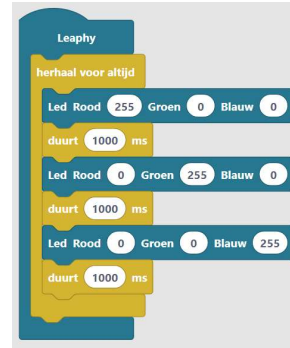 Leaphy
herhaal voor altijd
Led Rood 255 Groen 0 Blauw 0
duurt 1000 ms
Led Rood 0 Groen 255 Blauw 0
duurt 1000 ms
Led Rood 0 Groen 0 Blauw 255
duurt 1000 ms